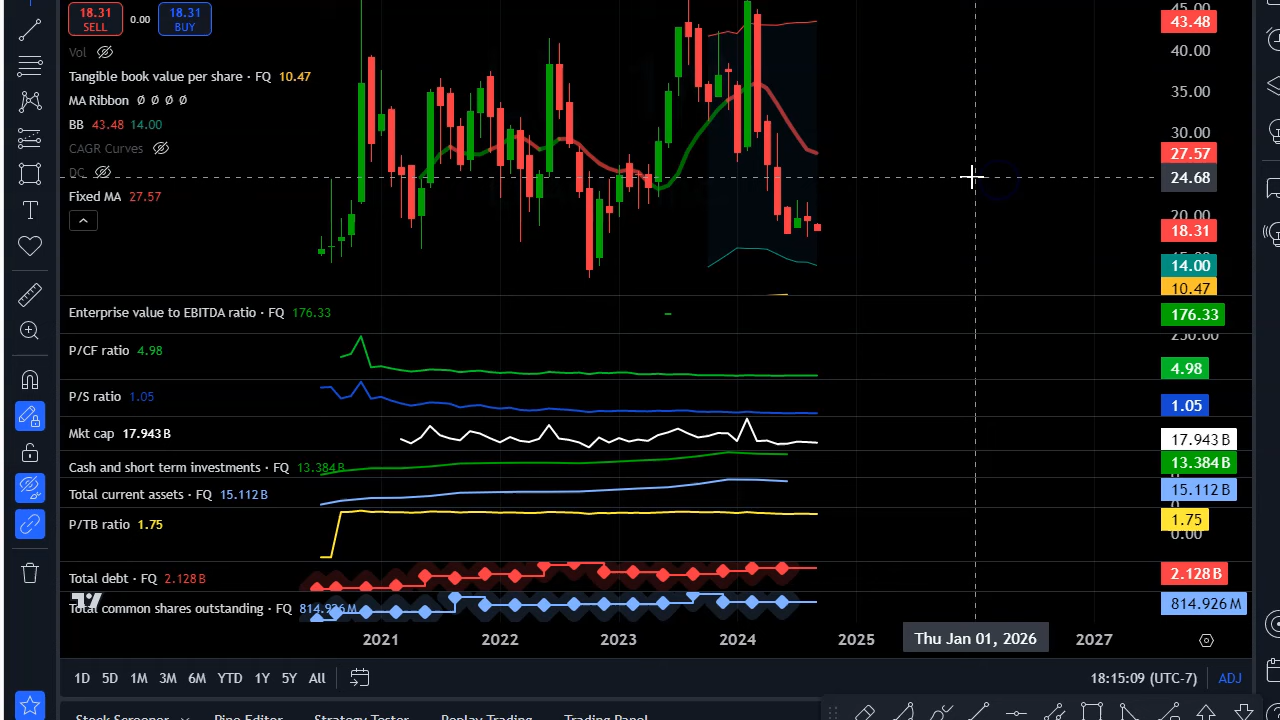 18.31
SELL
0.00
18.31
BUY
Vol
Tangible book value per share · FQ 10.47
MA Ribbon ∅ ∅ ∅ ∅
BB 43.48 14.00
CAGR Curves
DC
Fixed MA 27.57
45.00
43.48
40.00
35.00
30.00
27.57
24.68
20.00
18.31
14.00
10.47
Enterprise value to EBITDA ratio · FQ 176.33
176.33
P/CF ratio 4.98
4.98
P/S ratio 1.05
1.05
Mkt cap 17.943 B
17.943 B
Cash and short term investments · FQ 13.384 B
13.384 B
Total current assets · FQ 15.112 B
15.112 B
P/TB ratio 1.75
1.75
0.00
Total debt · FQ 2.128 B
2.128 B
Total common shares outstanding · FQ 814.926 M
814.926 M
2021 2022 2023 2024 2025 Thu Jan 01, 2026 2027
1D 5D 1M 3M 6M YTD 1Y 5Y All
18:15:09 (UTC-7) ADJ
Stock Screener Pine Editor Strategy Tester Replay Trading Trading Panel